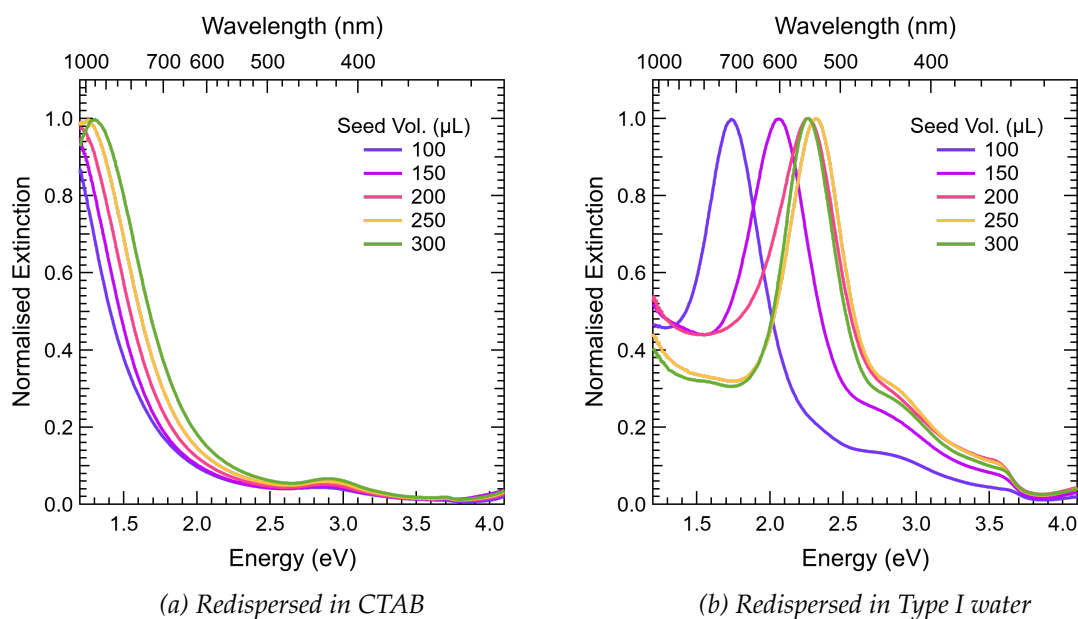 Wavelength (nm)
1000 700 600 500 400
Normalised Extinction
1.0
0.8
0.6
0.4
0.2
0.0
Seed Vol. (µL)
100
150
200
250
300
1.5 2.0 2.5 3.0 3.5 4.0
Energy (eV)
(a) Redispersed in CTAB
Wavelength (nm)
1000 700 600 500 400
Normalised Extinction
1.0
0.8
0.6
0.4
0.2
0.0
Seed Vol. (µL)
100
150
200
250
300
1.5 2.0 2.5 3.0 3.5 4.0
Energy (eV)
(b) Redispersed in Type I water